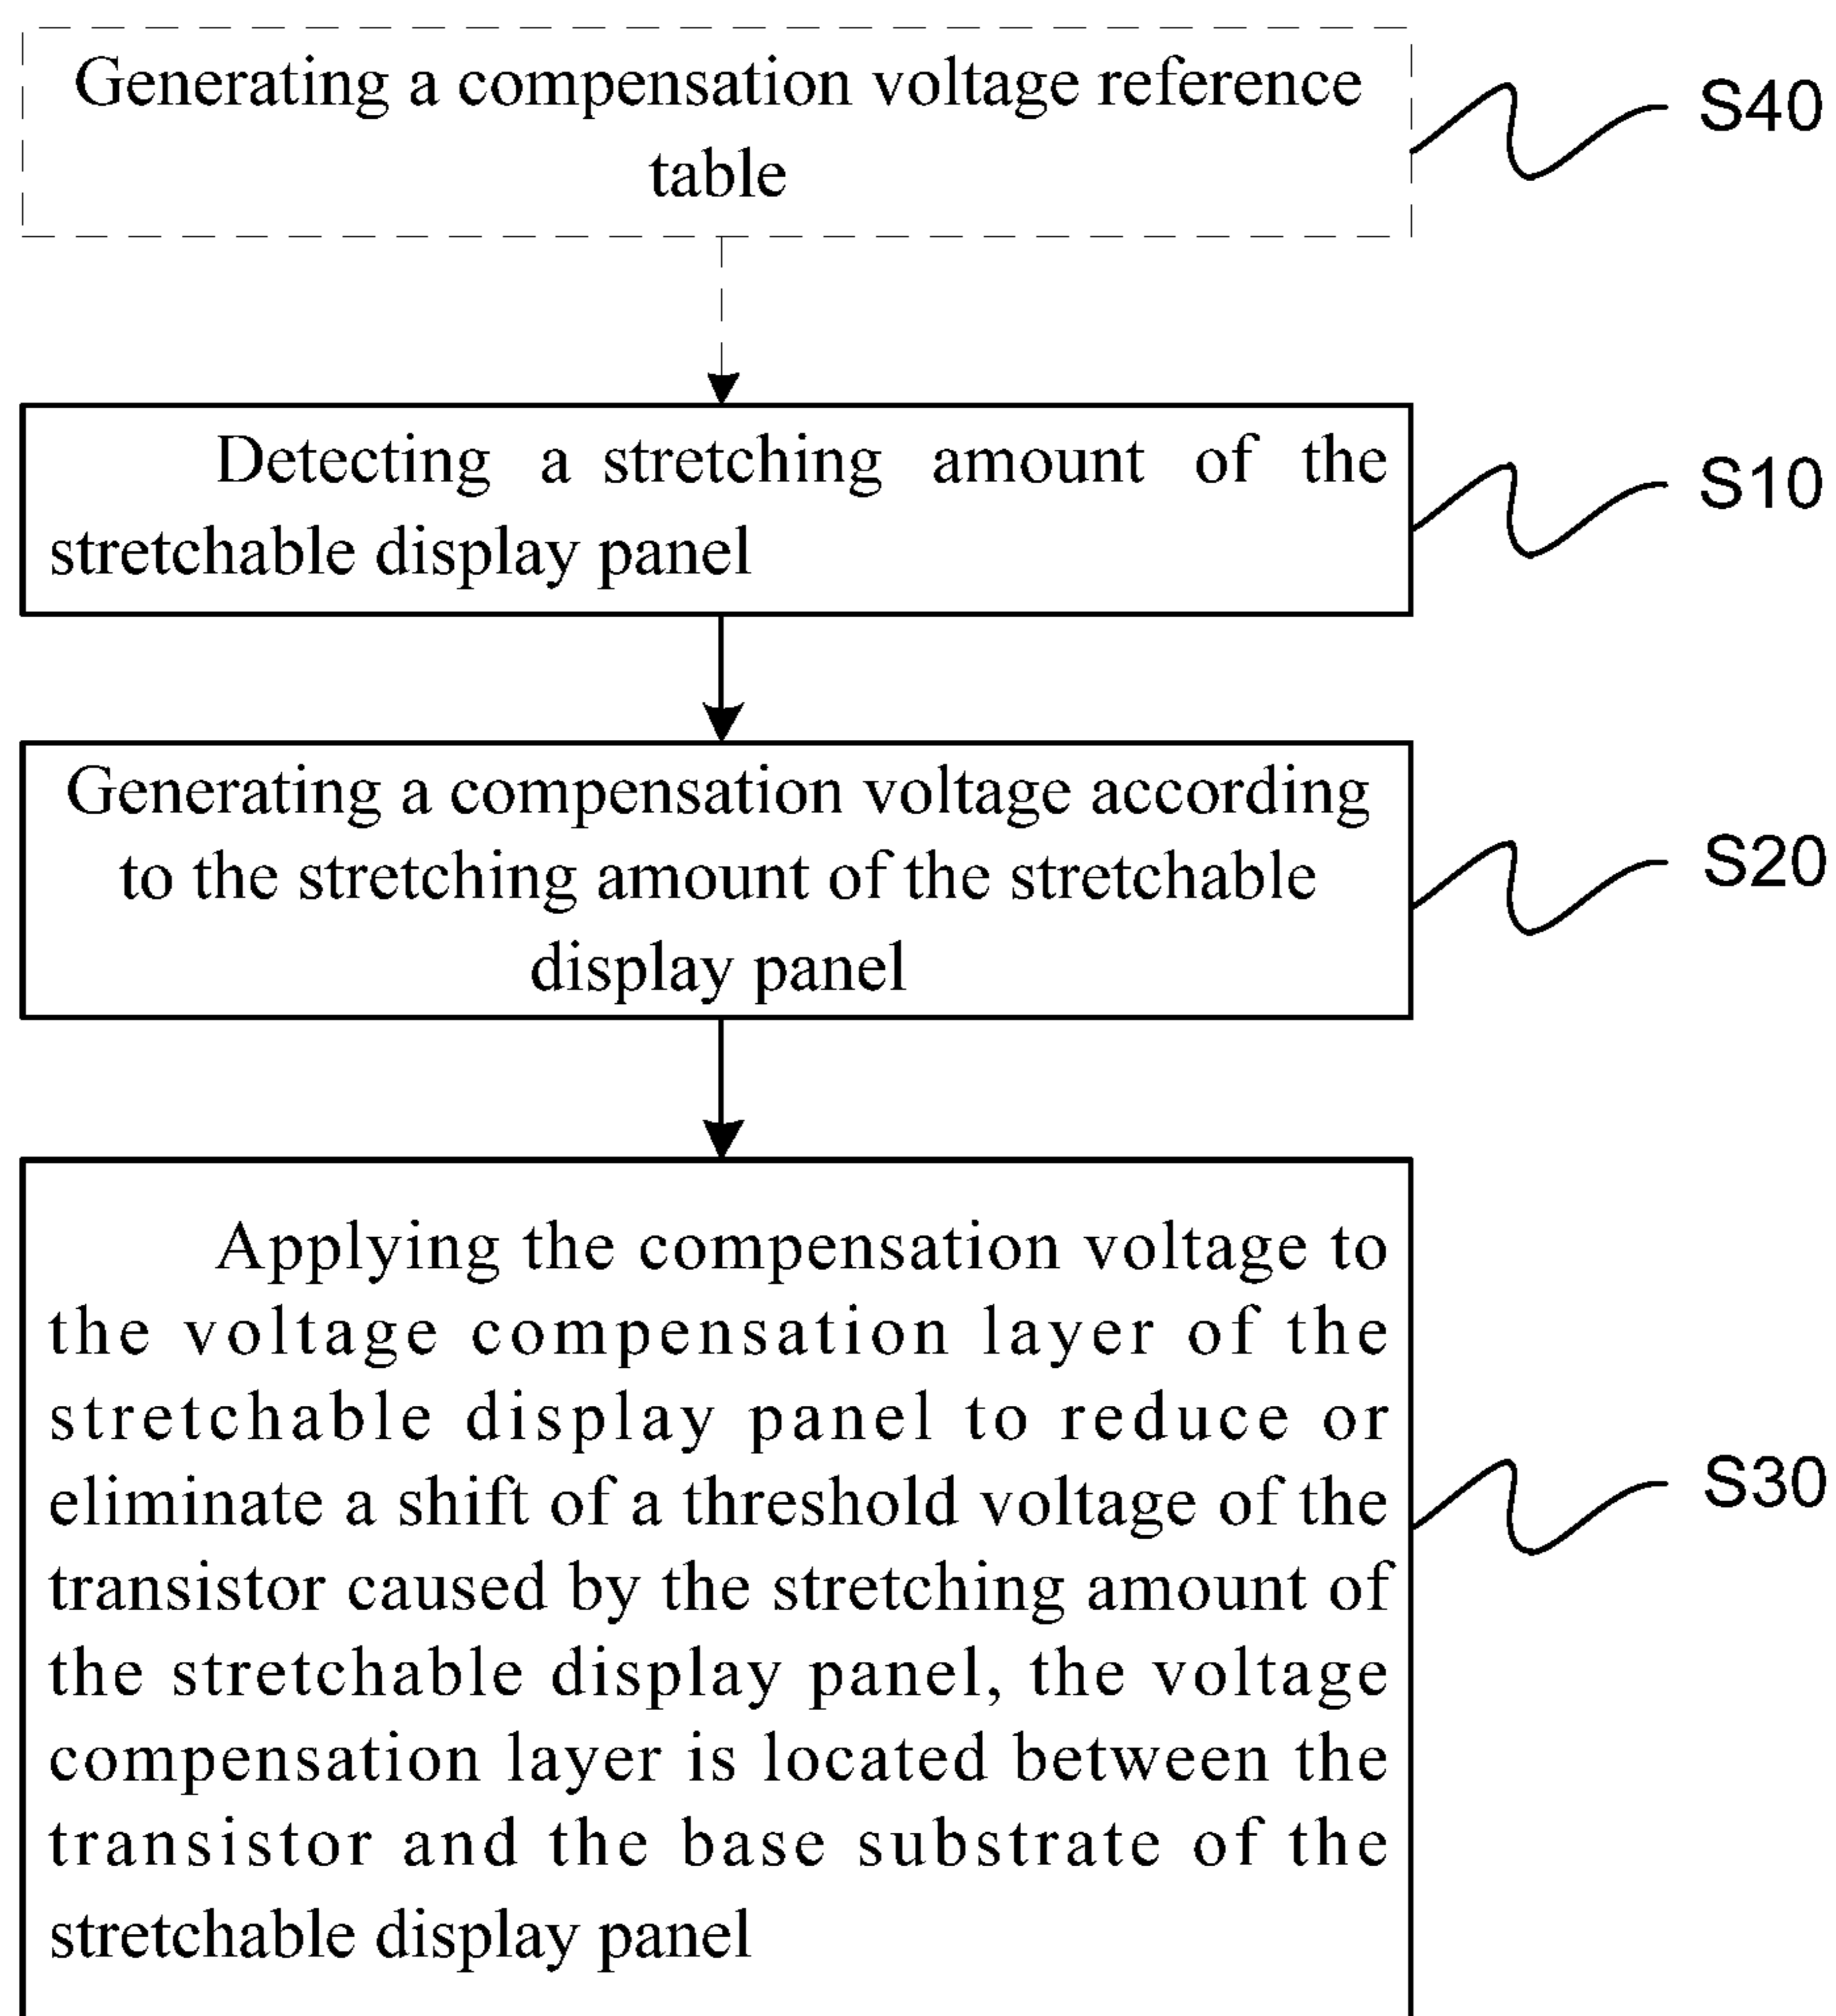 Generating a compensation voltage reference
table
S40
Detecting a stretching amount of the
stretchable display panel
S10
Generating a compensation voltage according
to the stretching amount of the stretchable
display panel
S20
Applying the compensation voltage to
the voltage compensation layer of the
stretchable display panel to reduce or
eliminate a shift of a threshold voltage of the
transistor caused by the stretching amount of
the stretchable display panel, the voltage
compensation layer is located between the
transistor and the base substrate of the
stretchable display panel
S30